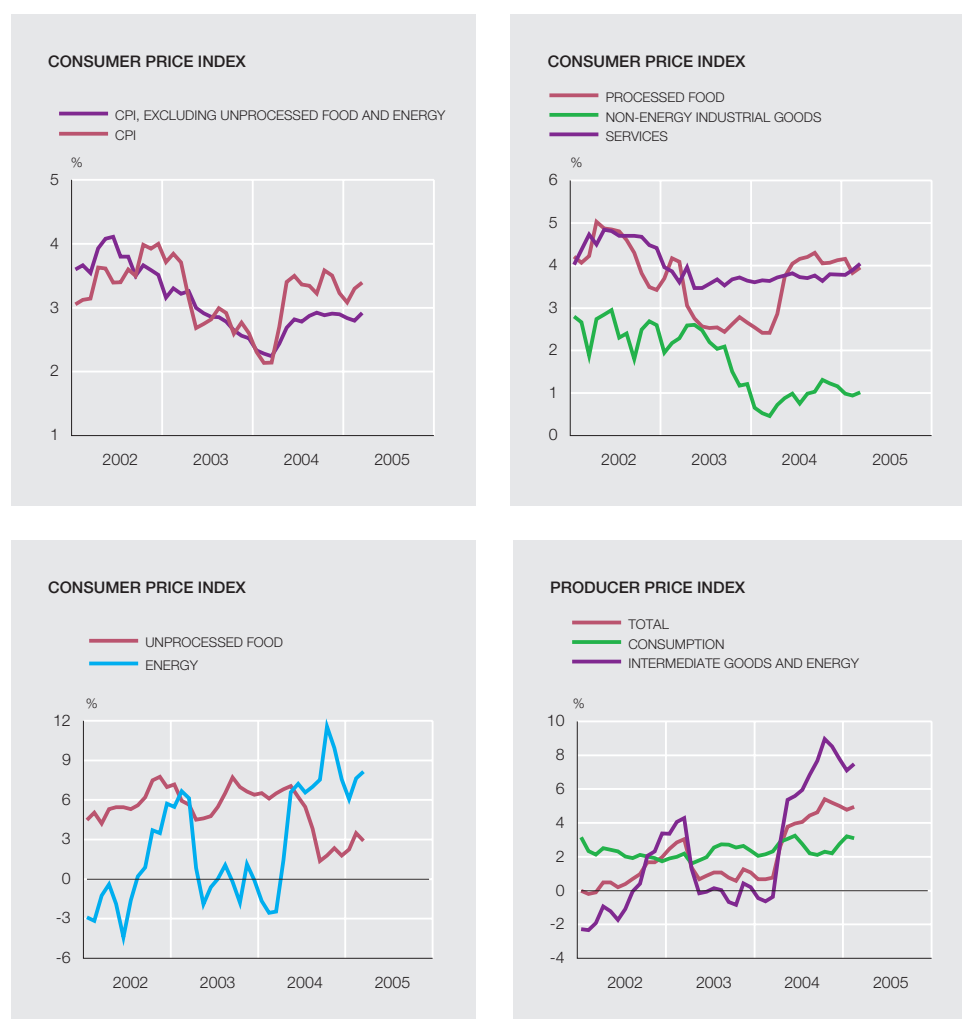 CONSUMER PRICE INDEX
CPI, EXCLUDING UNPROCESSED FOOD AND ENERGY
CPI
%
5
4
3
2
1
2002 2003 2004 2005
CONSUMER PRICE INDEX
PROCESSED FOOD
NON-ENERGY INDUSTRIAL GOODS
SERVICES
%
6
5
4
3
2
1
0
2002 2003 2004 2005
CONSUMER PRICE INDEX
UNPROCESSED FOOD
ENERGY
%
12
9
6
3
0
-3
-6
2002 2003 2004 2005
PRODUCER PRICE INDEX
TOTAL
CONSUMPTION
INTERMEDIATE GOODS AND ENERGY
%
10
8
6
4
2
0
-2
-4
2002 2003 2004 2005